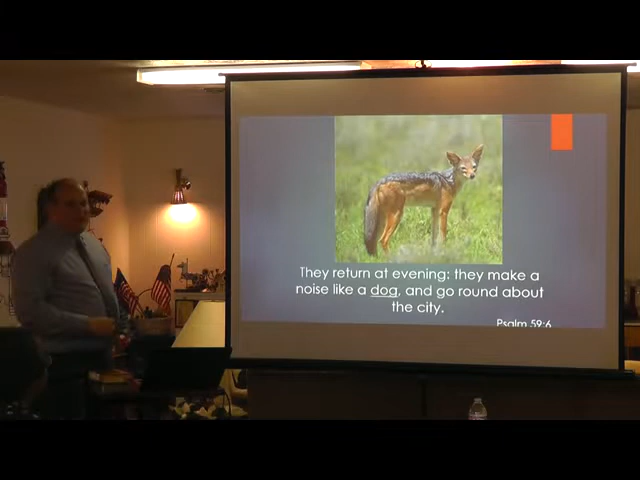 They return at evening: they make a
noise like a dog, and go round about
the city.
Psalm 59:6